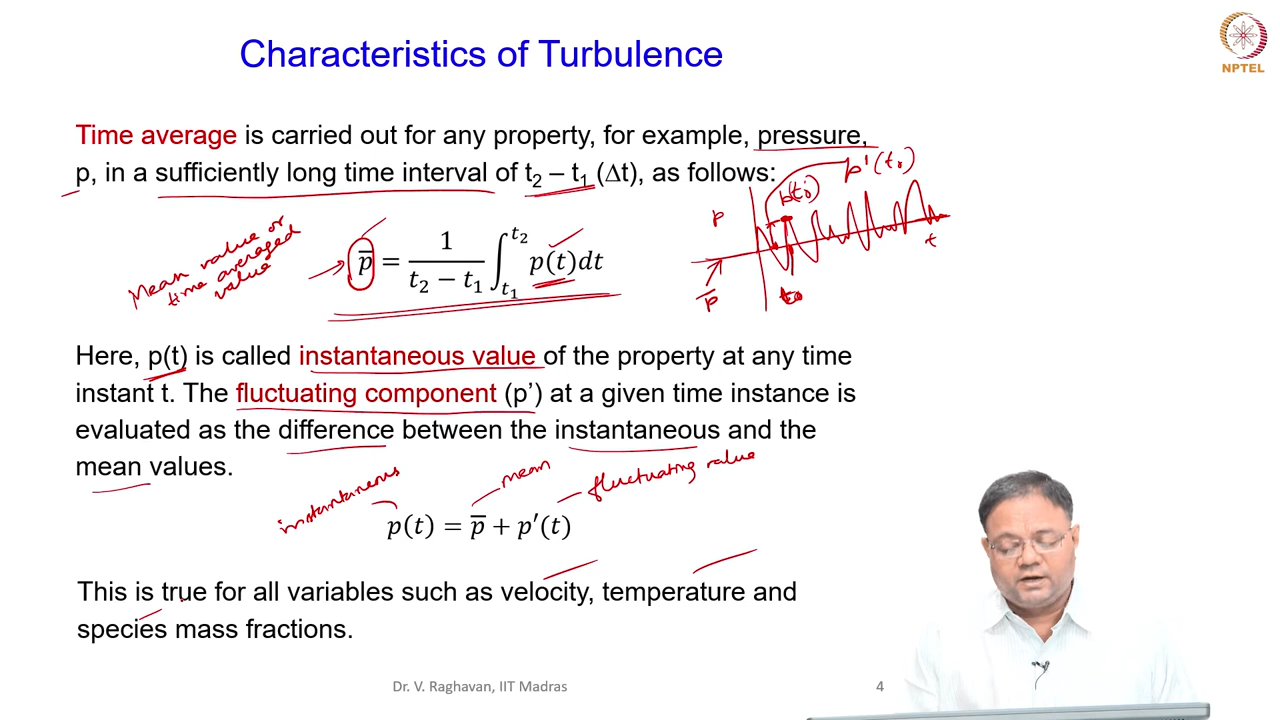 Characteristics of Turbulence
NPTEL
Time average is carried out for any property, for example, pressure,
p, in a sufficiently long time interval of t₂ – t₁ (Δt), as follows:
p'(t₀)
p(t₀)
p
t
p̅
t₀
Mean value or
time averaged
value
p̅ = 1/(t₂ − t₁) ∫ₜ₁^t₂ p(t)dt
Here, p(t) is called instantaneous value of the property at any time
instant t. The fluctuating component (p') at a given time instance is
evaluated as the difference between the instantaneous and the
mean values.
instantaneous
mean
fluctuating value
p(t) = p̅ + p′(t)
This is true for all variables such as velocity, temperature and
species mass fractions.
Dr. V. Raghavan, IIT Madras
4